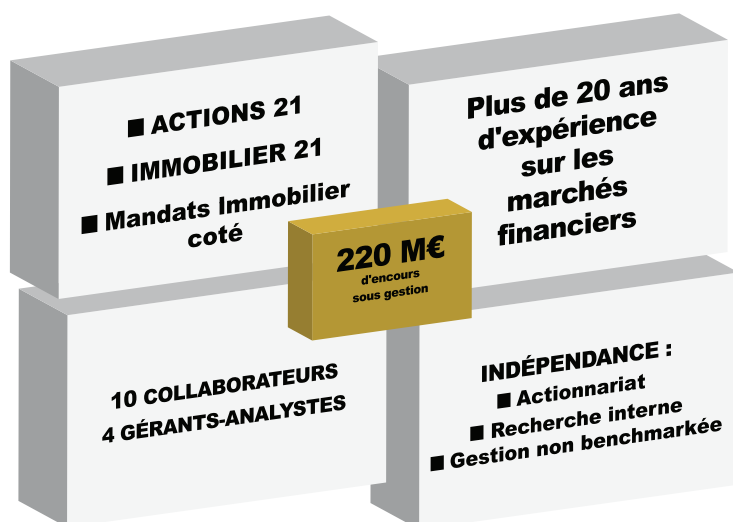 ■ ACTIONS 21
■ IMMOBILIER 21
■ Mandats Immobilier
coté
Plus de 20 ans
d'expérience
sur les
marchés
financiers
220 M€
d'encours
sous gestion
10 COLLABORATEURS
4 GÉRANTS-ANALYSTES
INDÉPENDANCE :
■ Actionnariat
■ Recherche interne
■ Gestion non benchmarkée